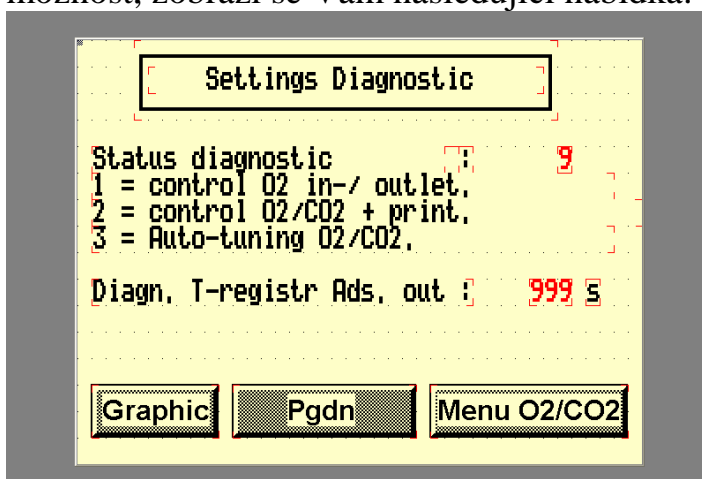 možnost, zobrazí se Vám následující nabídka:
Settings Diagnostic
Status diagnostic : 9
1 = control O2 in-/ outlet.
2 = control O2/CO2 + print.
3 = Auto-tuning O2/CO2.
Diagn. T-registr Ads. out : 999 s
Graphic Pgdn Menu O2/CO2